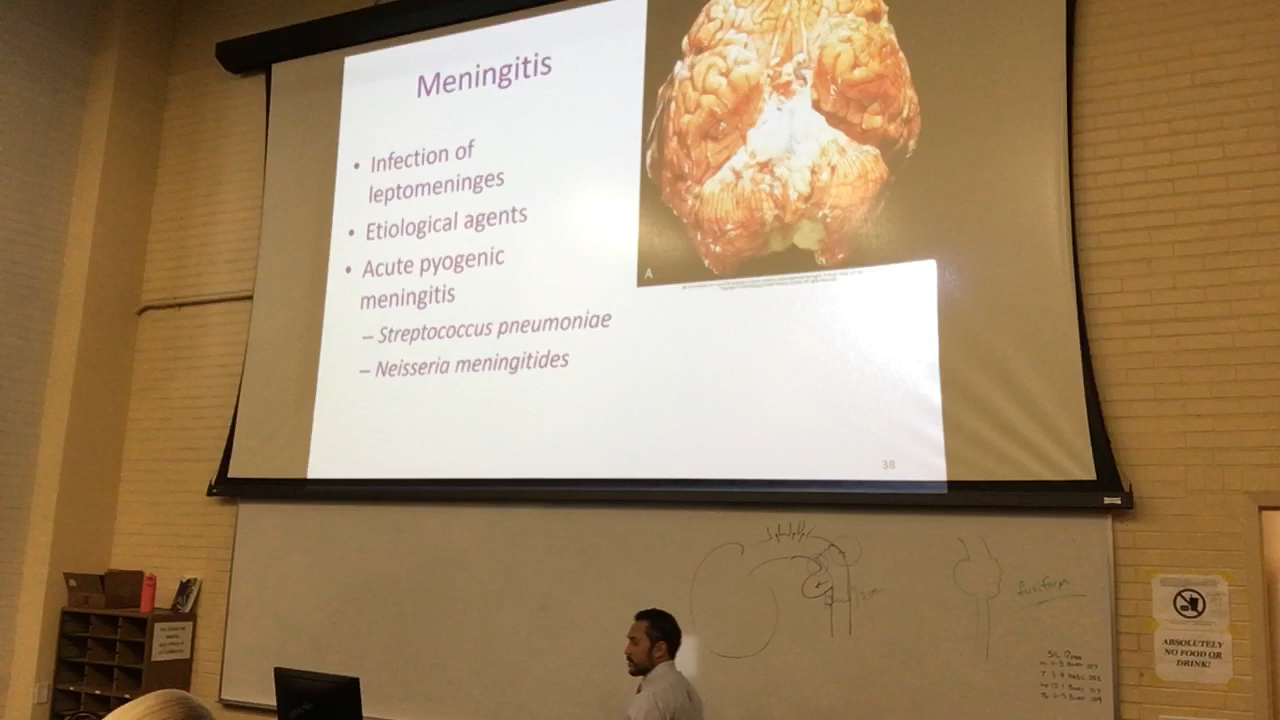 Meningitis
• Infection of
leptomeninges
• Etiological agents
• Acute pyogenic
meningitis
– Streptococcus pneumoniae
– Neisseria meningitides
A
38
fusiform
ABSOLUTELY
NO FOOD OR
DRINK!